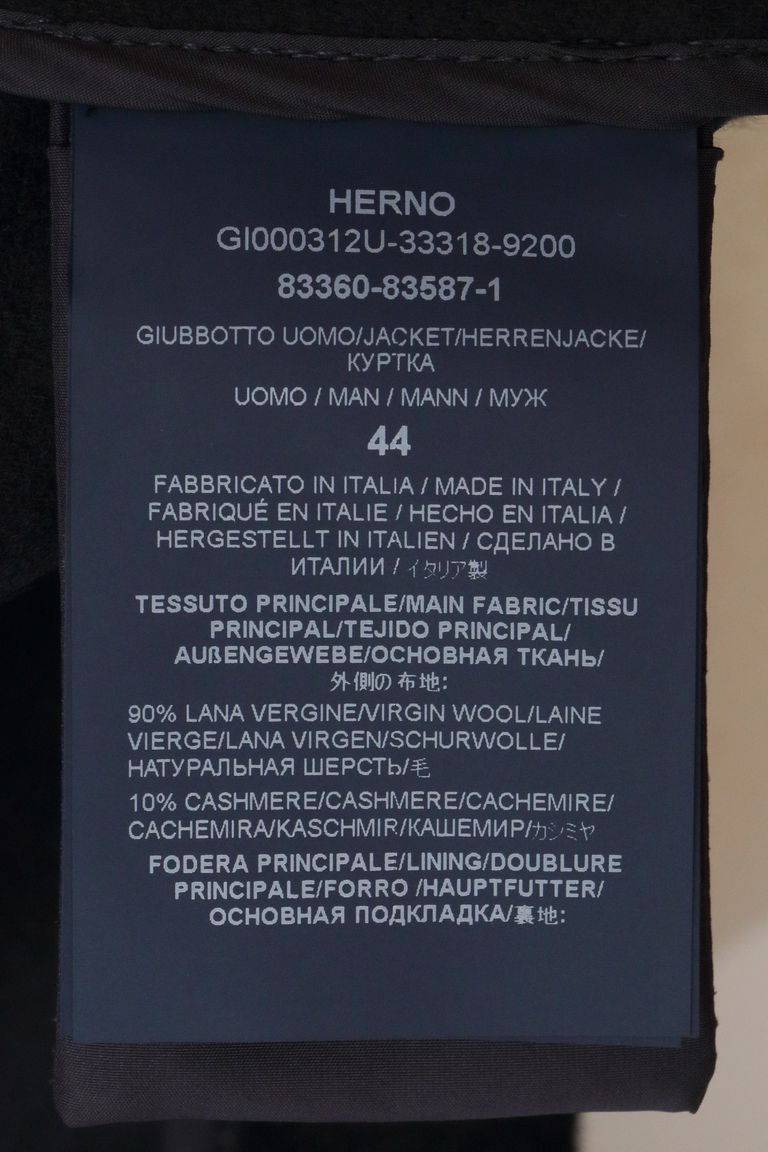 HERNO
GI000312U-33318-9200
83360-83587-1
GIUBBOTTO UOMO/JACKET/HERRENJACKE/
КУРТКА
UOMO / MAN / MANN / МУЖ
44
FABBRICATO IN ITALIA / MADE IN ITALY /
FABRIQUÉ EN ITALIE / HECHO EN ITALIA /
HERGESTELLT IN ITALIEN / СДЕЛАНО В
ИТАЛИИ / イタリア製
TESSUTO PRINCIPALE/MAIN FABRIC/TISSU
PRINCIPAL/TEJIDO PRINCIPAL/
AUßENGEWEBE/ОСНОВНАЯ ТКАНЬ/
外側の布地:
90% LANA VERGINE/VIRGIN WOOL/LAINE
VIERGE/LANA VIRGEN/SCHURWOLLE/
НАТУРАЛЬНАЯ ШЕРСТЬ/毛
10% CASHMERE/CASHMERE/CACHEMIRE/
CACHEMIRA/KASCHMIR/КАШЕМИР/カシミヤ
FODERA PRINCIPALE/LINING/DOUBLURE
PRINCIPALE/FORRO /HAUPTFUTTER/
ОСНОВНАЯ ПОДКЛАДКА/裏地: